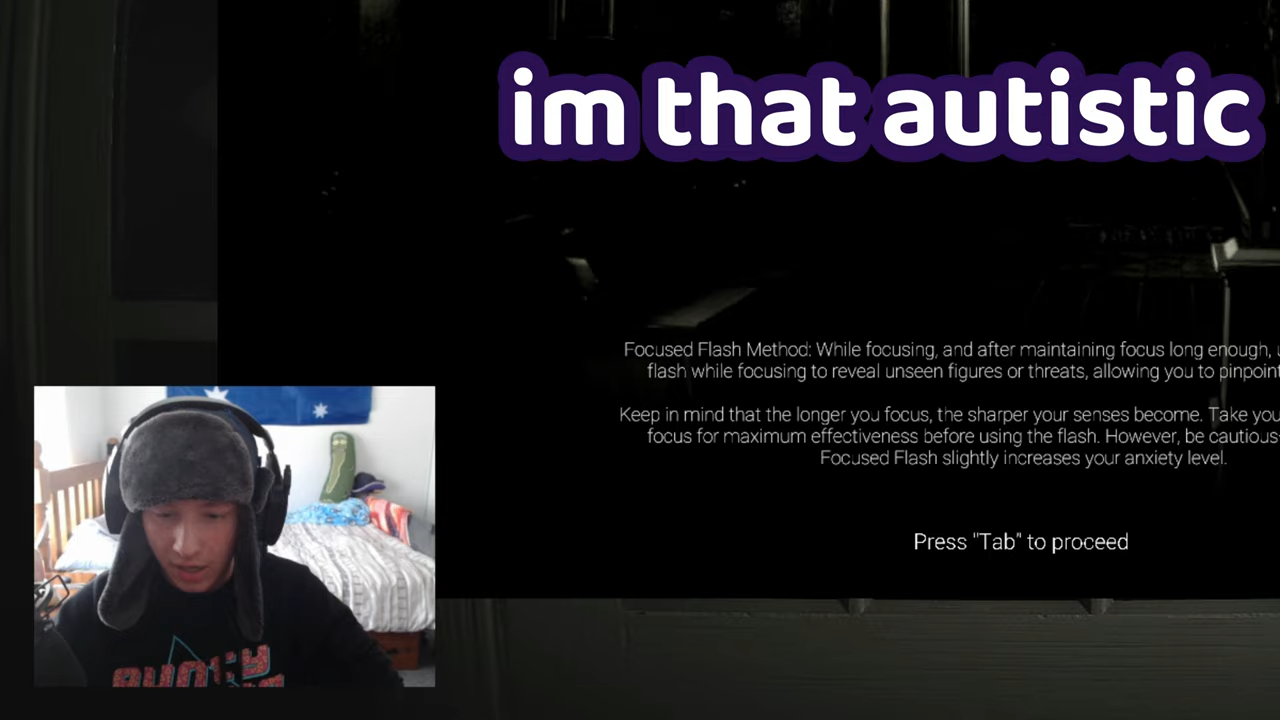 im that autistic
Focused Flash Method: While focusing, and after maintaining focus long enough,
flash while focusing to reveal unseen figures or threats, allowing you to pinpoint
Keep in mind that the longer you focus, the sharper your senses become. Take you
focus for maximum effectiveness before using the flash. However, be cautious-
Focused Flash slightly increases your anxiety level.
Press "Tab" to proceed